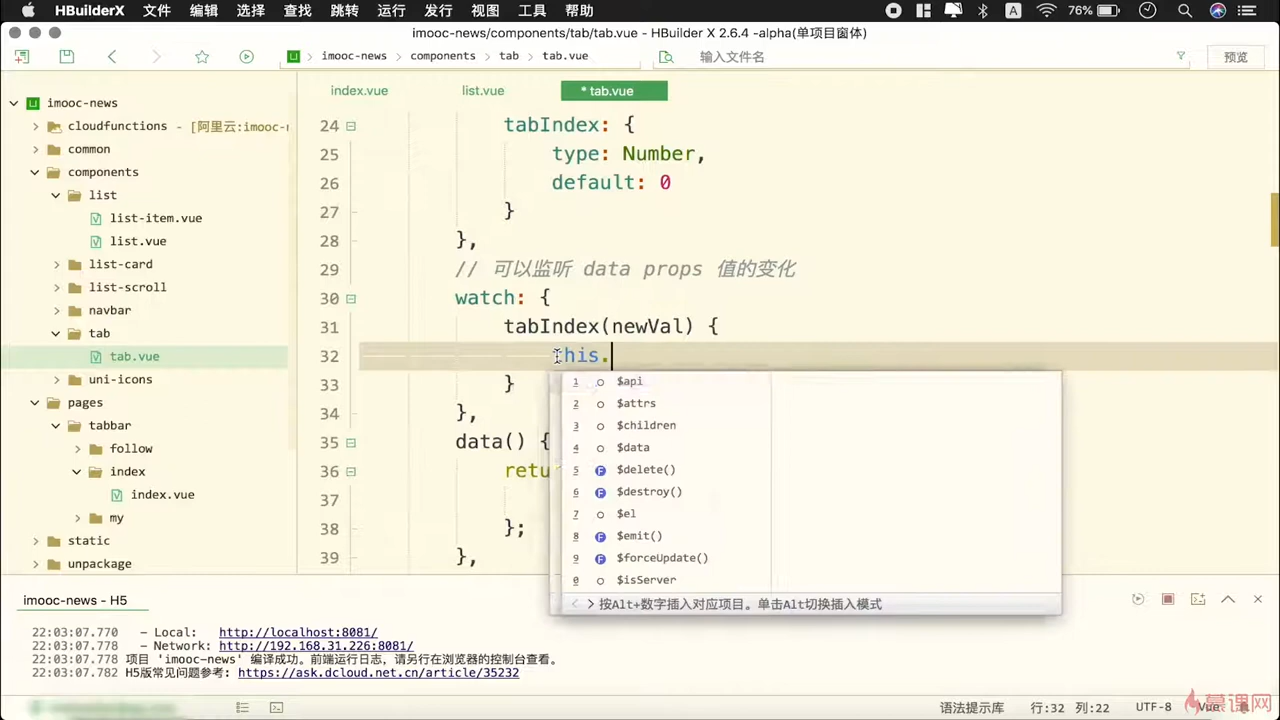 HBuilderX 文件 编辑 选择 查找 跳转 运行 发行 视图 工具 帮助 A 76%
imooc-news/components/tab/tab.vue - HBuilder X 2.6.4 -alpha(单项目窗体)
imooc-news components tab tab.vue 输入文件名 预览
imooc-news
cloudfunctions - [阿里云:imooc-
common
components
list
list-item.vue
list.vue
list-card
list-scroll
navbar
tab
tab.vue
uni-icons
pages
tabbar
follow
index
index.vue
my
static
unpackage
index.vue list.vue * tab.vue
24 tabIndex: {
25 type: Number,
26 default: 0
27 }
28 },
29 // 可以监听 data props 值的变化
30 watch: {
31 tabIndex(newVal) {
32 this.
33 }
34 },
35 data() {
36 retu
37
38 };
39 },
1 $api
2 $attrs
3 $children
4 $data
5 F $delete()
6 F $destroy()
7 $el
8 F $emit()
9 F $forceUpdate()
0 $isServer
< > 按Alt+数字插入对应项目。单击Alt切换插入模式
imooc-news - H5
22:03:07.770 - Local: http://localhost:8081/
22:03:07.778 - Network: http://192.168.31.226:8081/
22:03:07.778 项目 'imooc-news' 编译成功。前端运行日志，请另行在浏览器的控制台查看。
22:03:07.782 H5版常见问题参考: https://ask.dcloud.net.cn/article/35232
语法提示库 行:32 列:22 UTF-8 Vue
慕课网